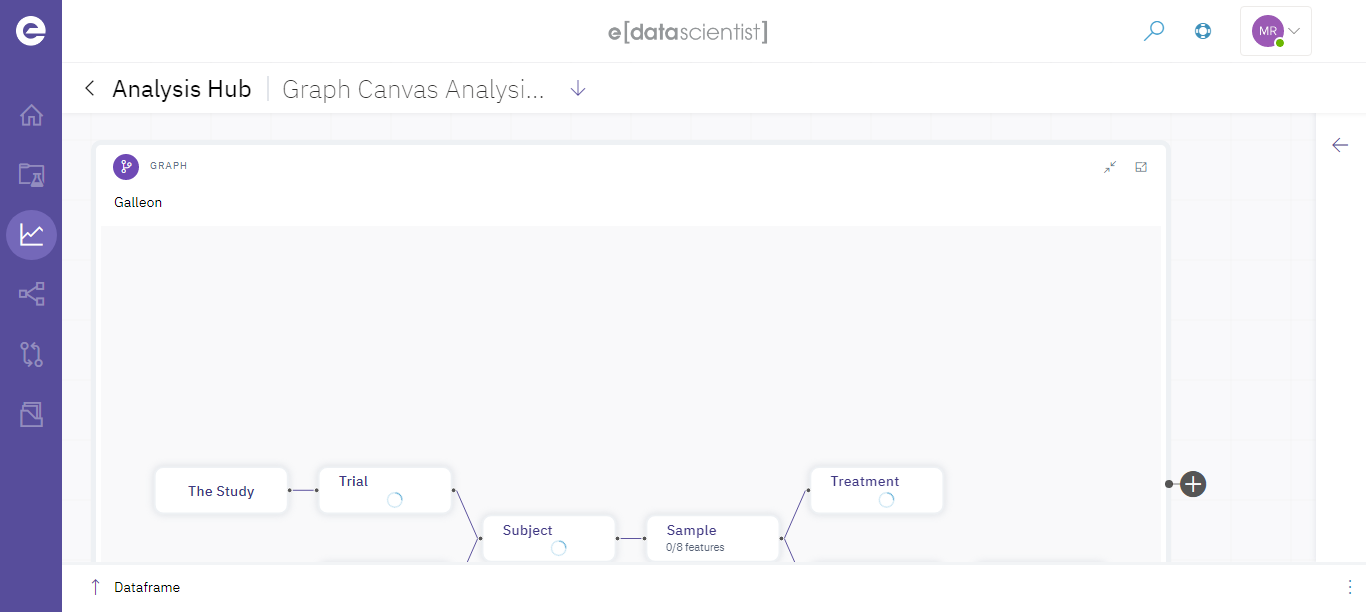 e[datascientist]
MR
Analysis Hub
Graph Canvas Analysi...
GRAPH
Galleon
The Study
Trial
Treatment
Subject
Sample
0/8 features
Dataframe